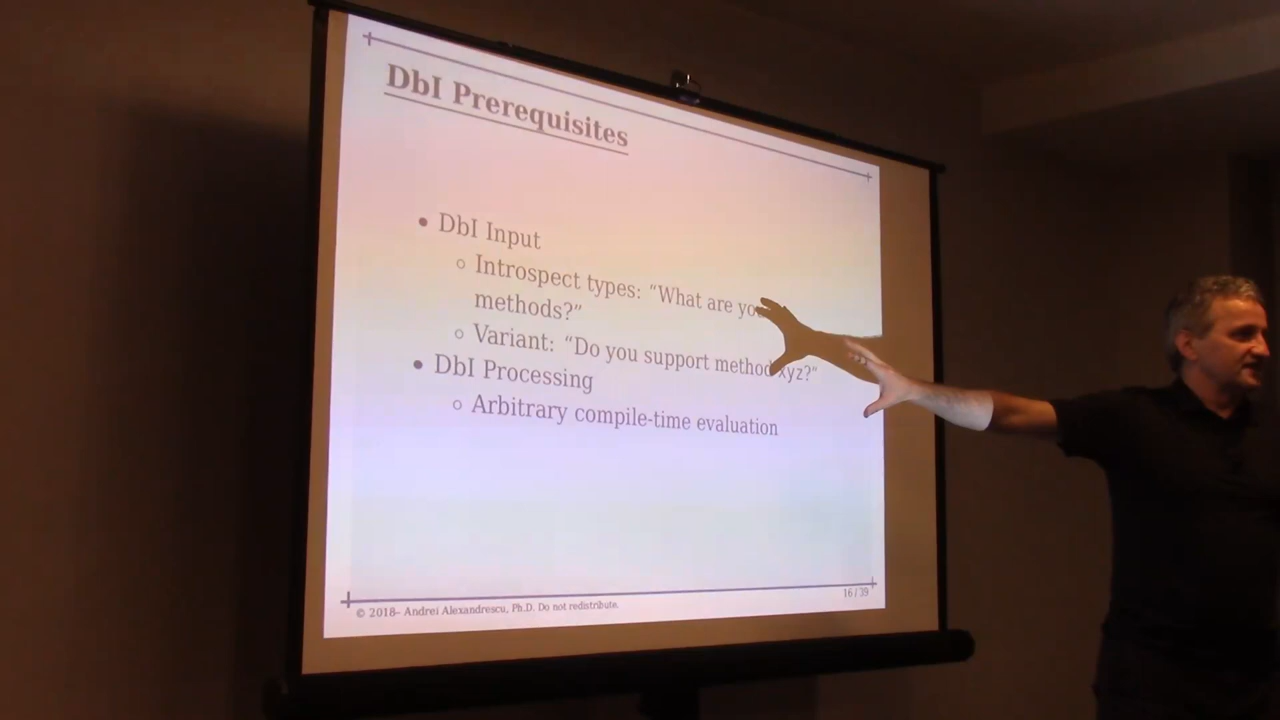 DbI Prerequisites
• DbI Input
○ Introspect types: “What are your
methods?”
○ Variant: “Do you support method xyz?“
• DbI Processing
○ Arbitrary compile-time evaluation
© 2018– Andrei Alexandrescu, Ph.D. Do not redistribute.
16 / 39